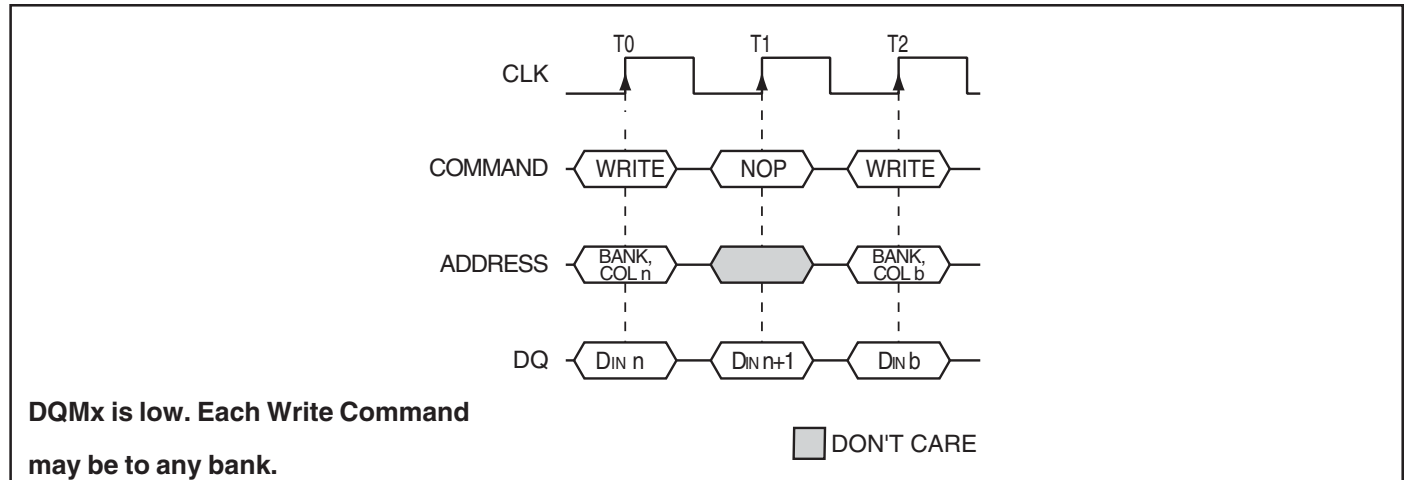 T0 T1 T2
CLK
COMMAND WRITE NOP WRITE
ADDRESS BANK, COL n BANK, COL b
DQ DIN n DIN n+1 DIN b
DQMx is low. Each Write Command
may be to any bank.
DON'T CARE